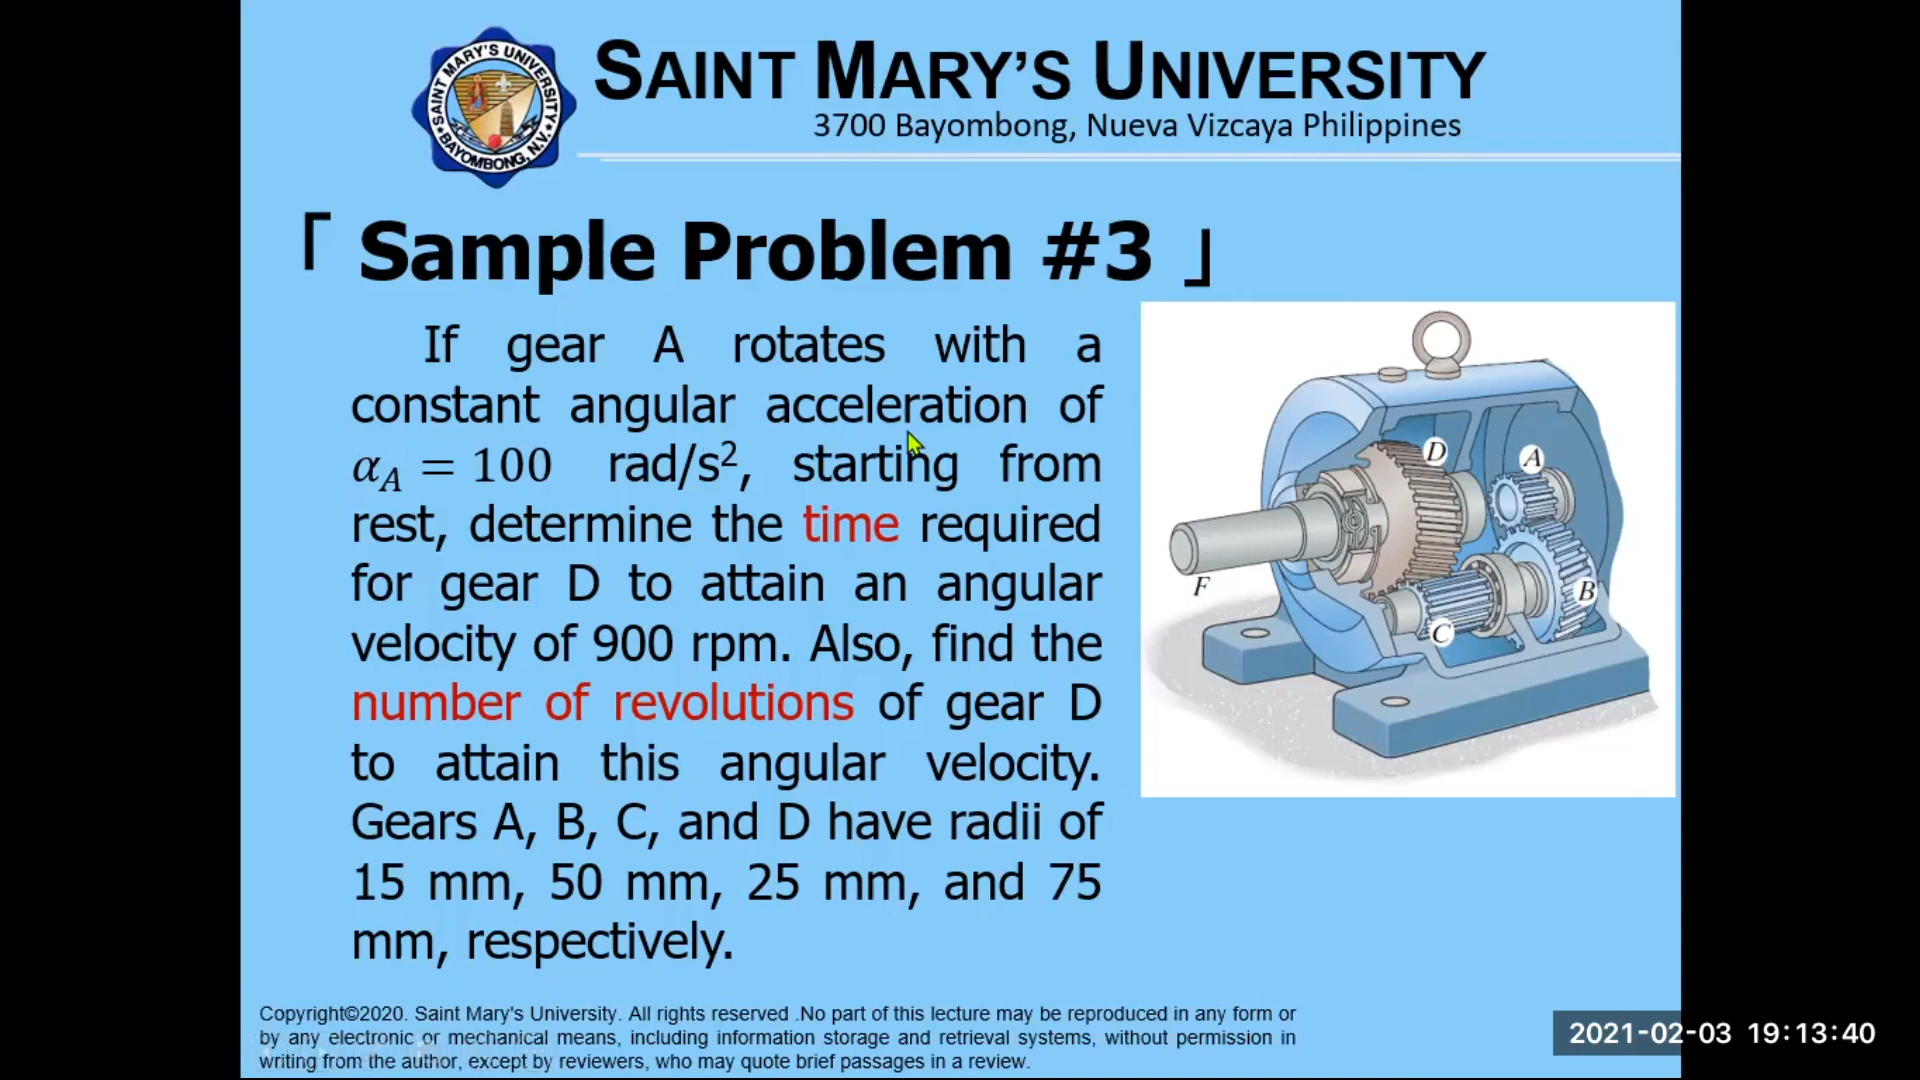 SAINT MARY'S UNIVERSITY
3700 Bayombong, Nueva Vizcaya Philippines
SAINT MARY'S UNIVERSITY
BAYOMBONG, N.V.
「 Sample Problem #3 」
If gear A rotates with a
constant angular acceleration of
α_A = 100 rad/s², starting from
rest, determine the time required
for gear D to attain an angular
velocity of 900 rpm. Also, find the
number of revolutions of gear D
to attain this angular velocity.
Gears A, B, C, and D have radii of
15 mm, 50 mm, 25 mm, and 75
mm, respectively.
D
A
F
B
C
Copyright©2020. Saint Mary's University. All rights reserved .No part of this lecture may be reproduced in any form or
by any electronic or mechanical means, including information storage and retrieval systems, without permission in
writing from the author, except by reviewers, who may quote brief passages in a review.
2021-02-03 19:13:40